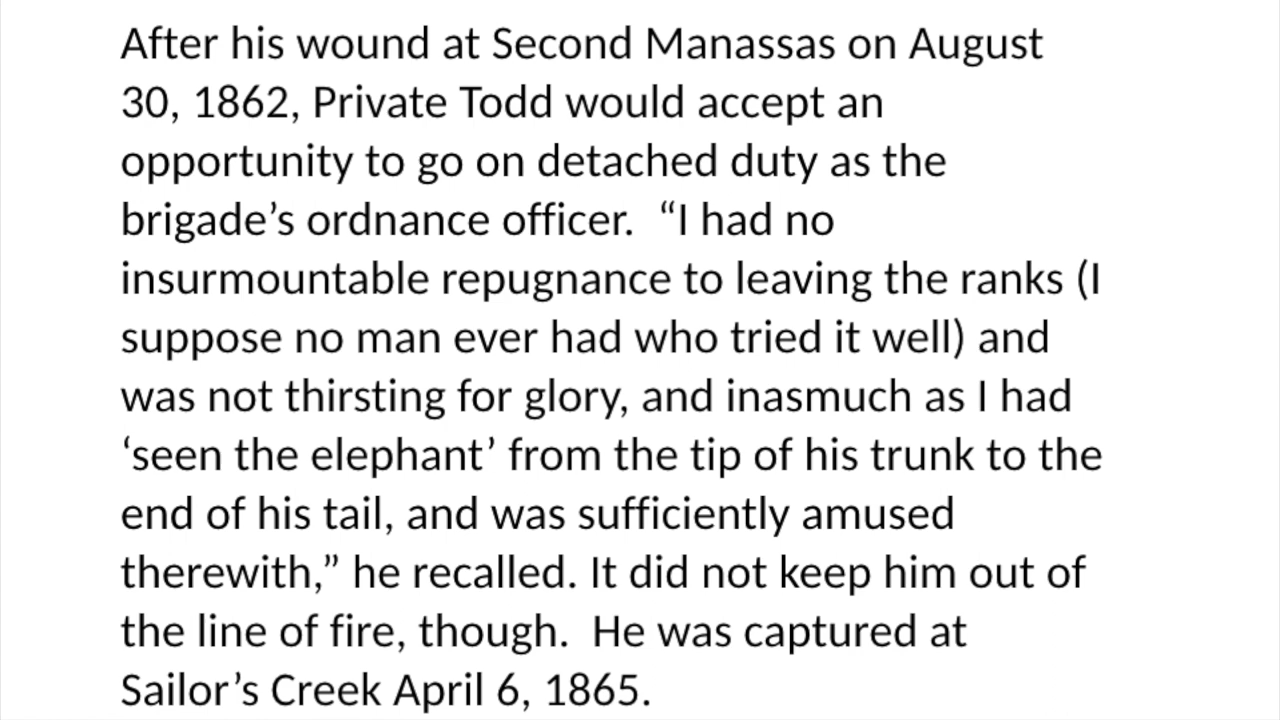 After his wound at Second Manassas on August
30, 1862, Private Todd would accept an
opportunity to go on detached duty as the
brigade’s ordnance officer.  “I had no
insurmountable repugnance to leaving the ranks (I
suppose no man ever had who tried it well) and
was not thirsting for glory, and inasmuch as I had
‘seen the elephant’ from the tip of his trunk to the
end of his tail, and was sufficiently amused
therewith,” he recalled. It did not keep him out of
the line of fire, though.  He was captured at
Sailor’s Creek April 6, 1865.